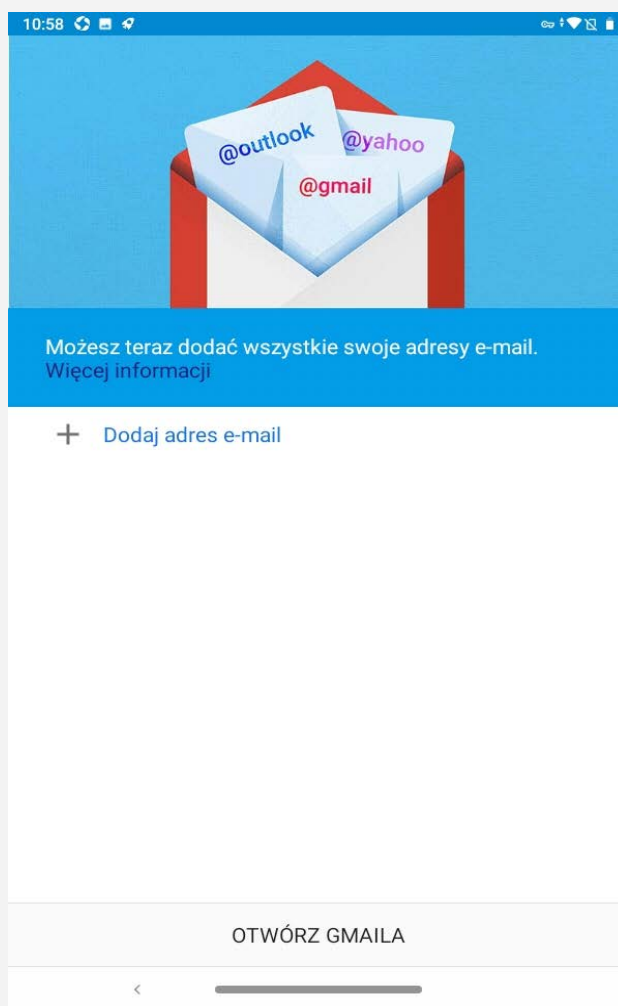 10:58
@outlook
@yahoo
@gmail
Możesz teraz dodać wszystkie swoje adresy e-mail.
Więcej informacji
Dodaj adres e-mail
OTWÓRZ GMAILA